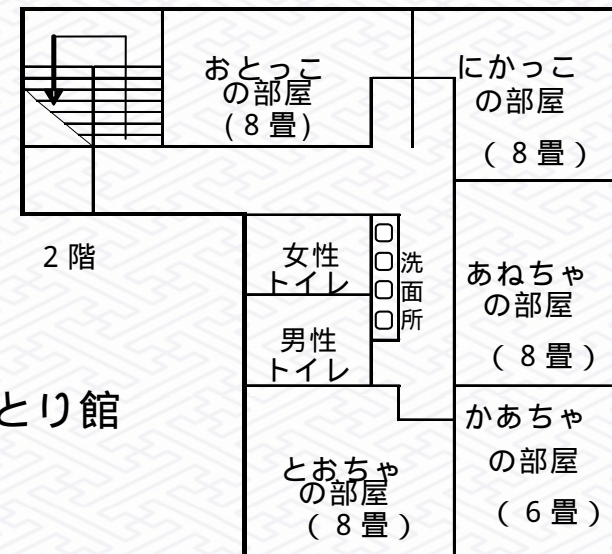 おとっこ
の部屋
(8畳)
にかっこ
の部屋
(8畳)
2階
女性
トイレ
洗
面
所
あねちゃ
の部屋
(8畳)
男性
トイレ
とり館
かあちゃ
の部屋
(6畳)
とおちゃ
の部屋
(8畳)